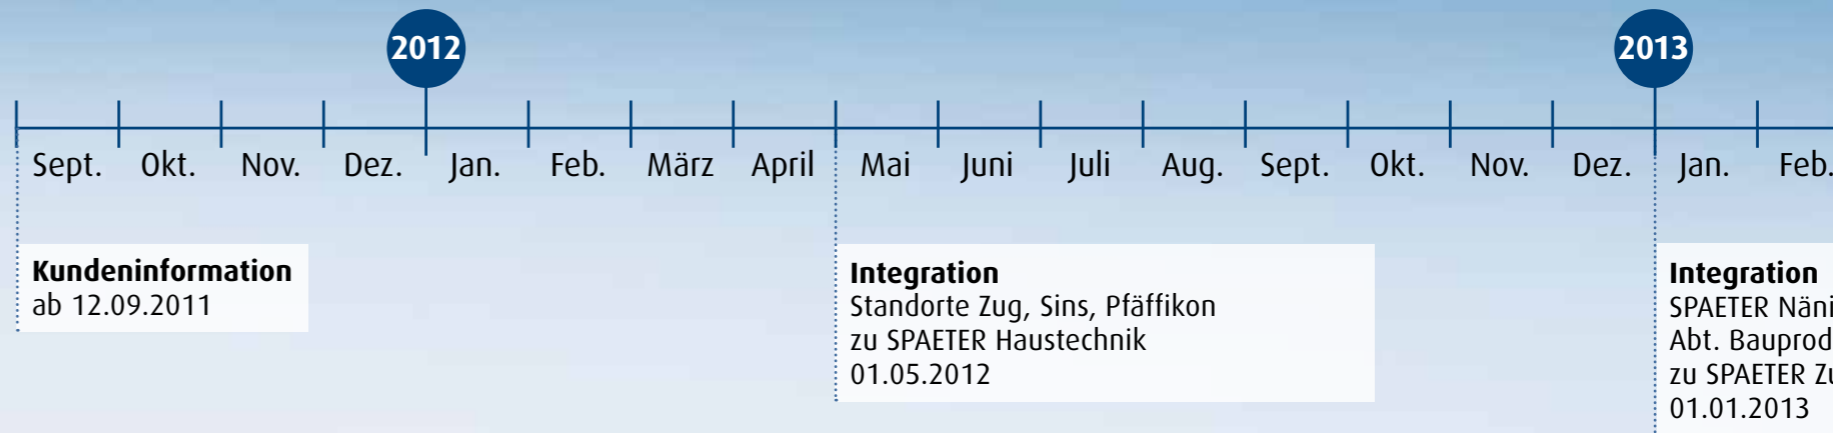 2012
2013
Sept. Okt. Nov. Dez. Jan. Feb. März April Mai Juni Juli Aug. Sept. Okt. Nov. Dez. Jan. Feb.
Kundeninformation
ab 12.09.2011
Integration
Standorte Zug, Sins, Pfäffikon
zu SPAETER Haustechnik
01.05.2012
Integration
SPAETER
Abt.
zu SPAETER
01.01.2013